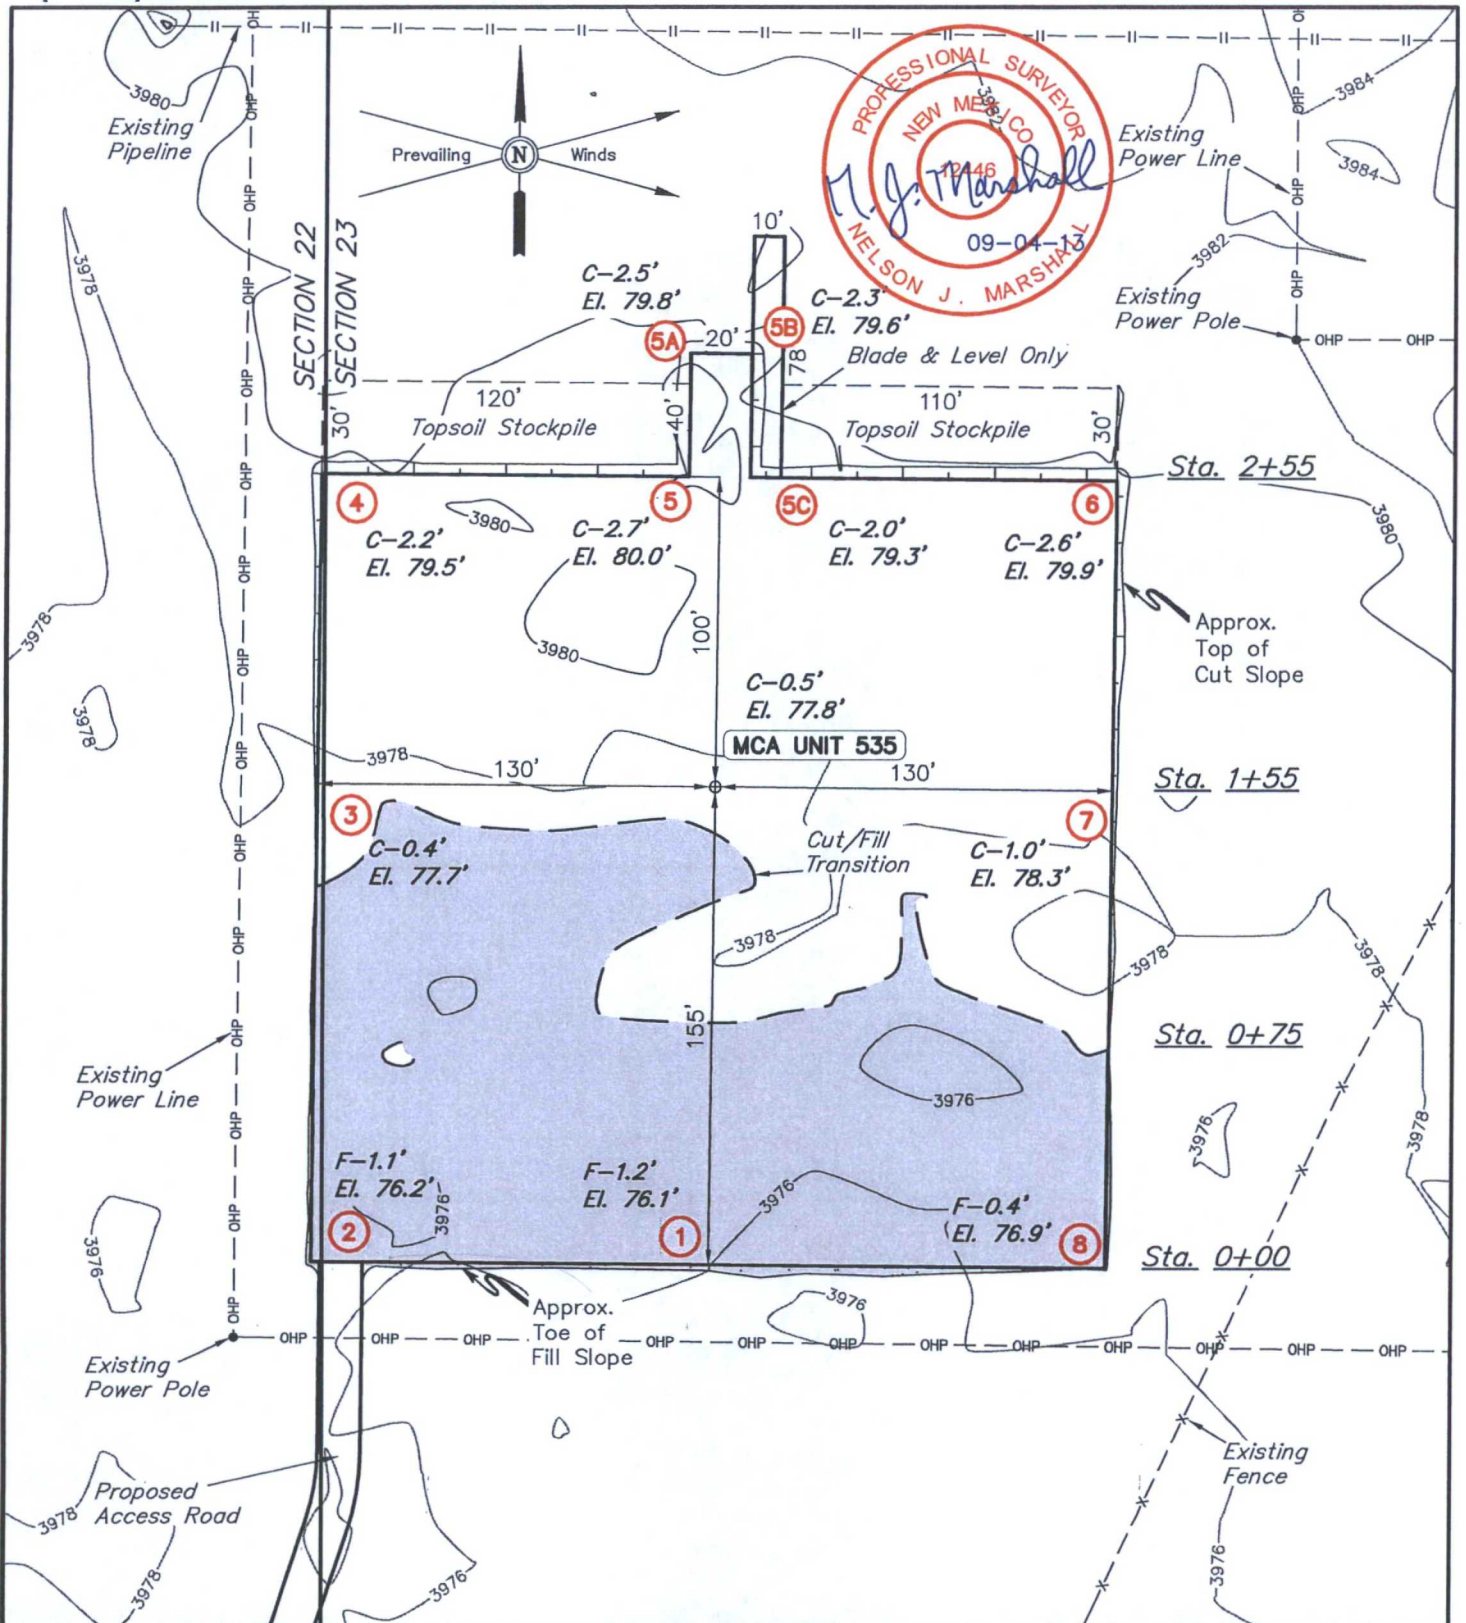 3980
Existing
Pipeline
Prevailing
N
Winds
PROFESSIONAL SURVEYOR
NEW MEXICO
12446
N. J. Marshall
09-04-13
NELSON J. MARSHALL
3982
Existing
Power Line
3984
3984
3982
Existing
Power Pole
OHP
SECTION 22
SECTION 23
3978
10'
C-2.5'
El. 79.8'
5A
20'
5B
C-2.3'
El. 79.6'
78
Blade & Level Only
30'
120'
Topsoil Stockpile
40'
110'
Topsoil Stockpile
30'
Sta. 2+55
4
5
5C
6
C-2.2'
El. 79.5'
3980
C-2.7'
El. 80.0'
C-2.0'
El. 79.3'
C-2.6'
El. 79.9'
3980
3978
3980
100'
Approx.
Top of
Cut Slope
3978
C-0.5'
El. 77.8'
MCA UNIT 535
3978
130'
130'
Sta. 1+55
3
7
C-0.4'
El. 77.7'
Cut/Fill
Transition
C-1.0'
El. 78.3'
3978
3978
3978
155'
Sta. 0+75
Existing
Power Line
3976
3976
3978
F-1.1'
El. 76.2'
F-1.2'
El. 76.1'
3976
3976
F-0.4'
El. 76.9'
2
1
8
Sta. 0+00
3976
Approx.
Toe of
Fill Slope
3976
Existing
Power Pole
Existing
Fence
Proposed
Access Road
3978
3978
3976
3976